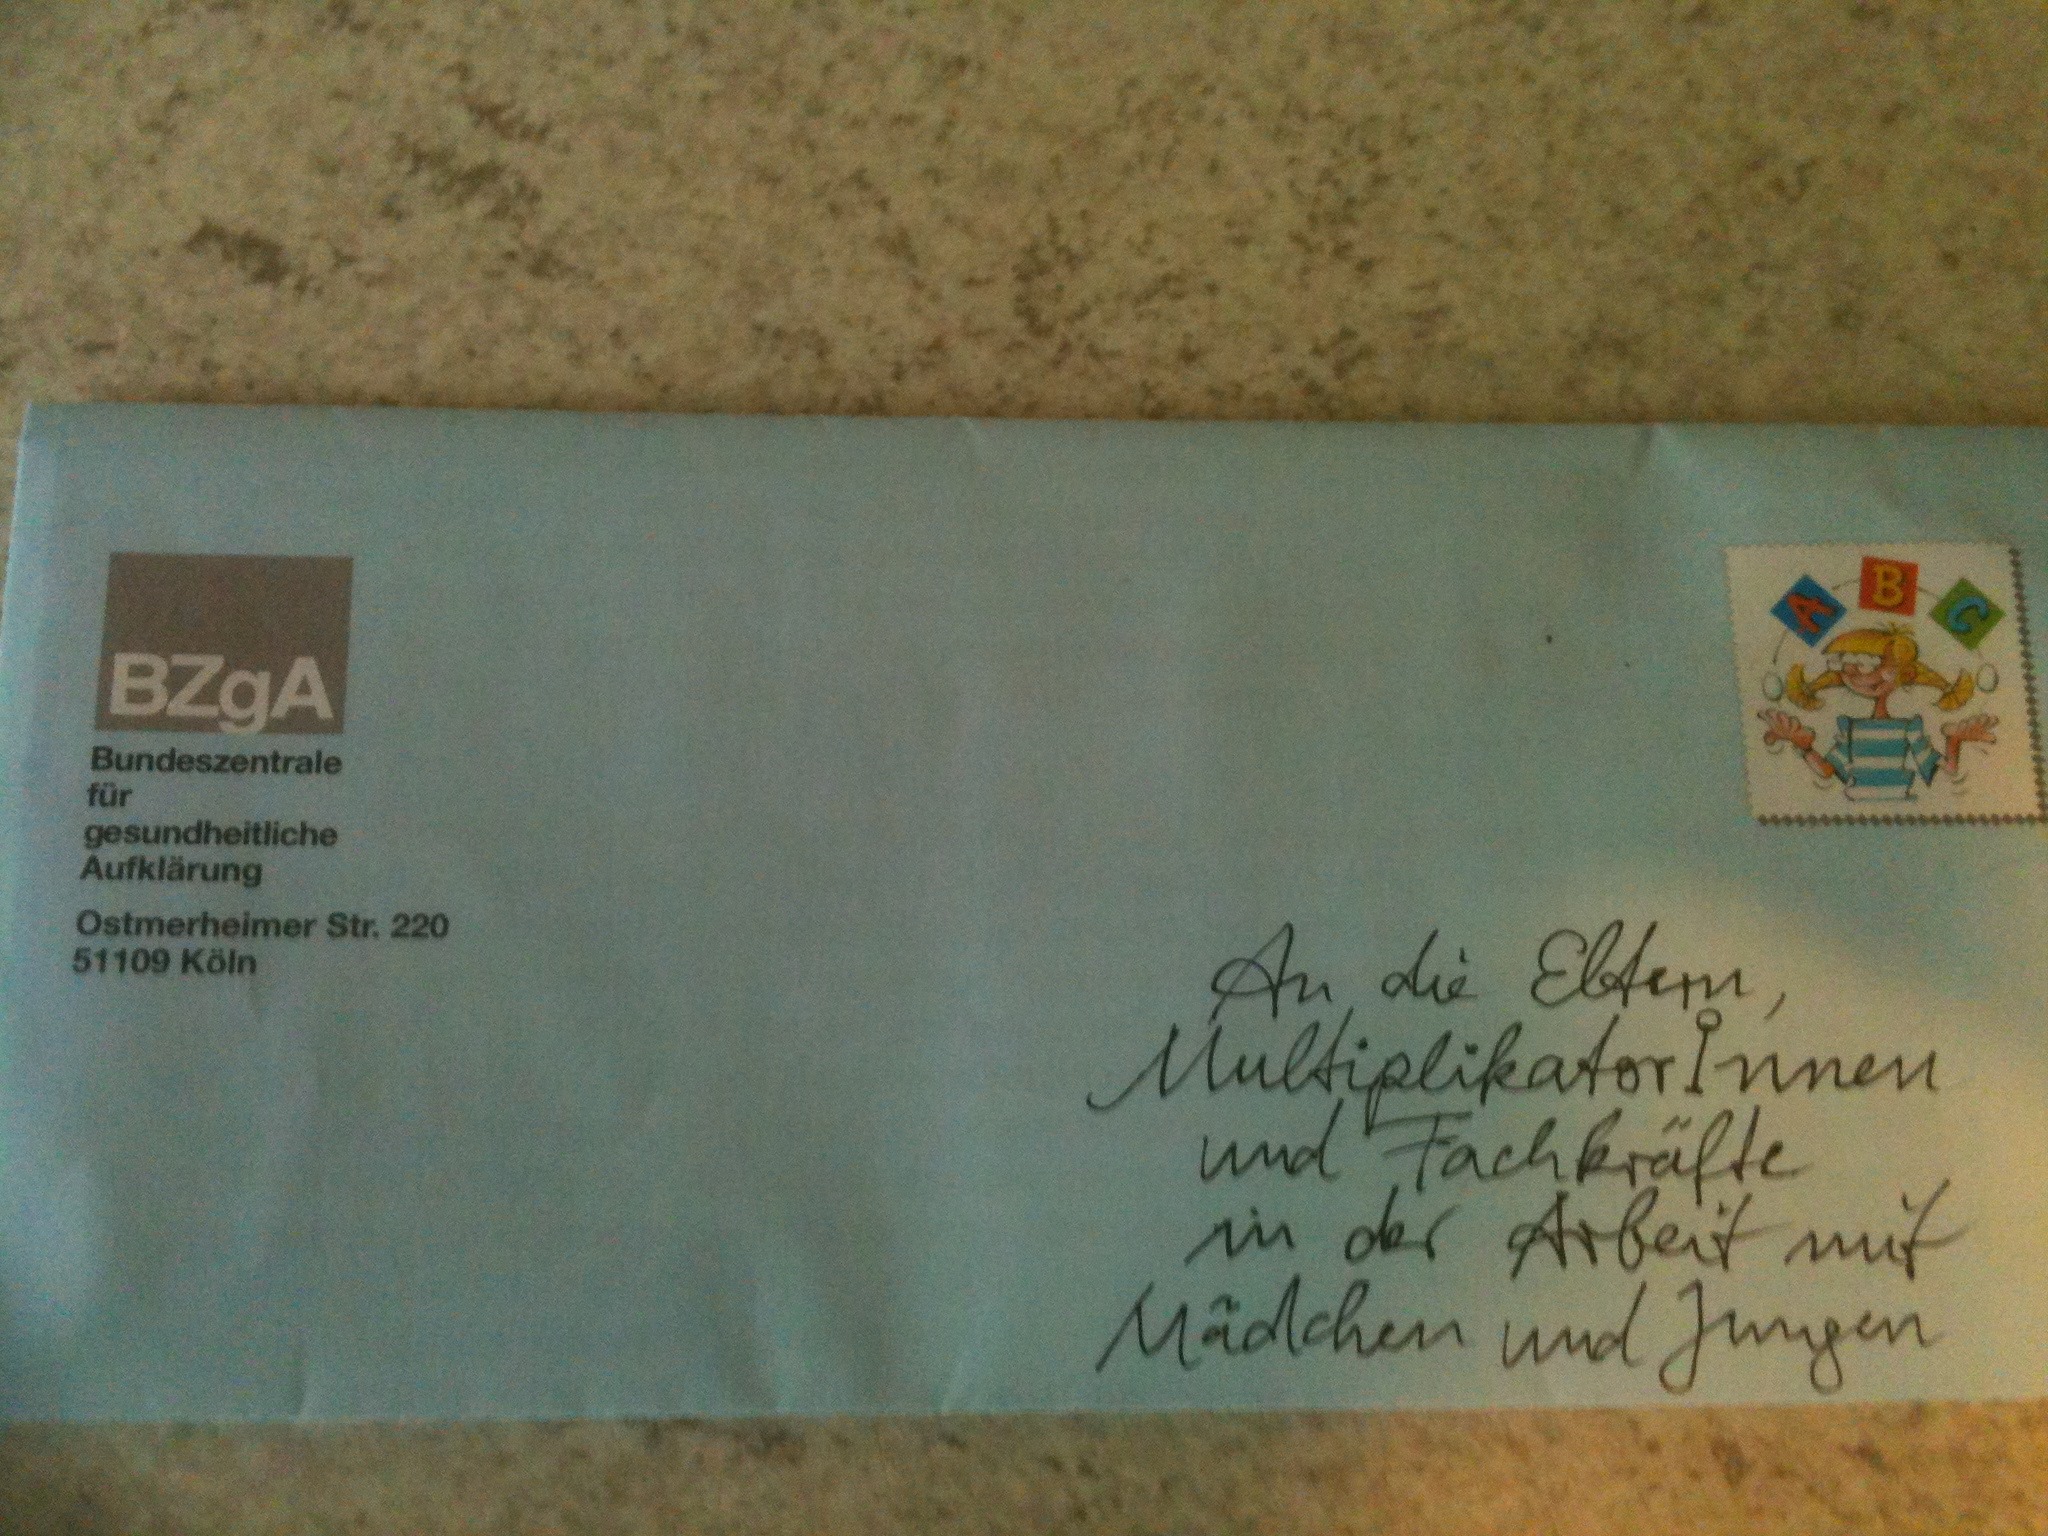 BZgA
Bundeszentrale
für
gesundheitliche
Aufklärung
Ostmerheimer Str. 220
51109 Köln
A B C
An die Eltern,
MultiplikatorInnen
und Fachkräfte
in der Arbeit mit
Mädchen und Jungen